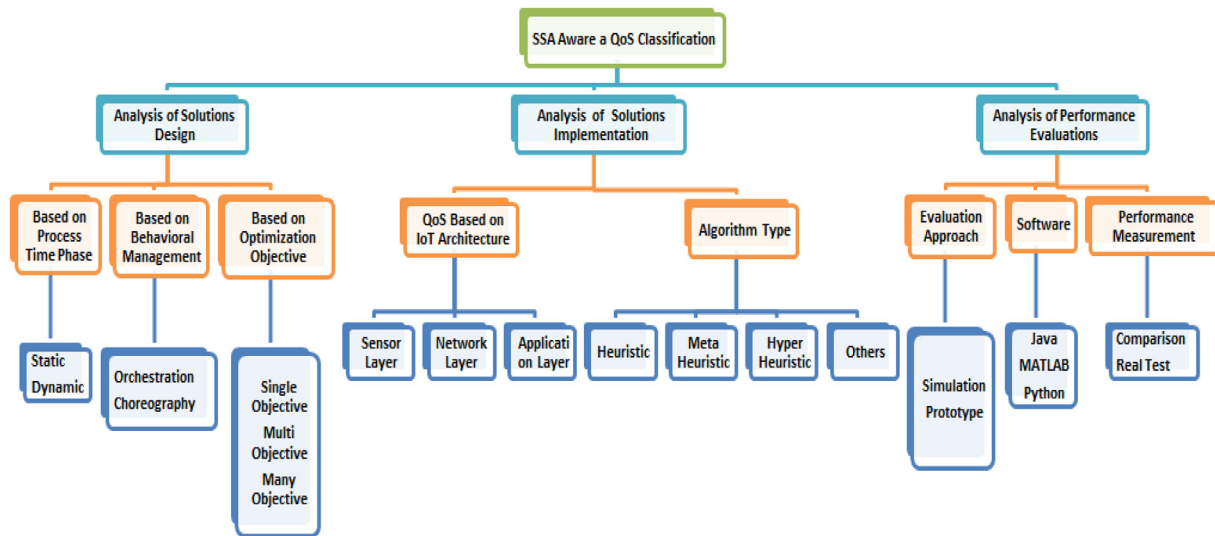 SSA Aware a QoS Classification
Analysis of Solutions
Design
Analysis of Solutions
Implementation
Analysis of Performance
Evaluations
Based on
Process
Time Phase
Based on
Behavioral
Management
Based on
Optimization
Objective
QoS Based on
IoT Architecture
Algorithm Type
Evaluation
Approach
Software
Performance
Measurement
Static
Dynamic
Orchestration
Choreography
Single
Objective
Multi
Objective
Many
Objective
Sensor
Layer
Network
Layer
Applicati
on Layer
Heuristic
Meta
Heuristic
Hyper
Heuristic
Others
Simulation
Prototype
Java
MATLAB
Python
Comparison
Real Test